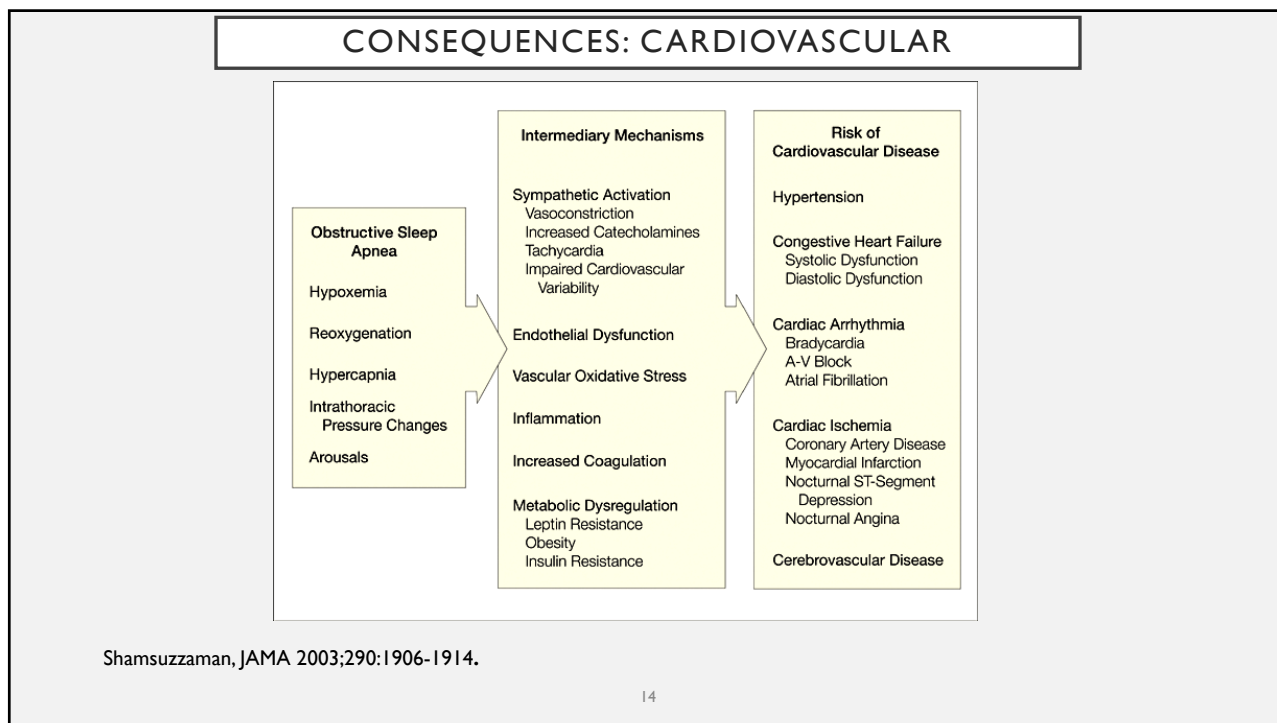 CONSEQUENCES: CARDIOVASCULAR
Obstructive Sleep
Apnea
Hypoxemia
Reoxygenation
Hypercapnia
Intrathoracic
Pressure Changes
Arousals
Intermediary Mechanisms
Sympathetic Activation
Vasoconstriction
Increased Catecholamines
Tachycardia
Impaired Cardiovascular
Variability
Endothelial Dysfunction
Vascular Oxidative Stress
Inflammation
Increased Coagulation
Metabolic Dysregulation
Leptin Resistance
Obesity
Insulin Resistance
Risk of
Cardiovascular Disease
Hypertension
Congestive Heart Failure
Systolic Dysfunction
Diastolic Dysfunction
Cardiac Arrhythmia
Bradycardia
A-V Block
Atrial Fibrillation
Cardiac Ischemia
Coronary Artery Disease
Myocardial Infarction
Nocturnal ST-Segment
Depression
Nocturnal Angina
Cerebrovascular Disease
Shamsuzzaman, JAMA 2003;290:1906-1914.
14